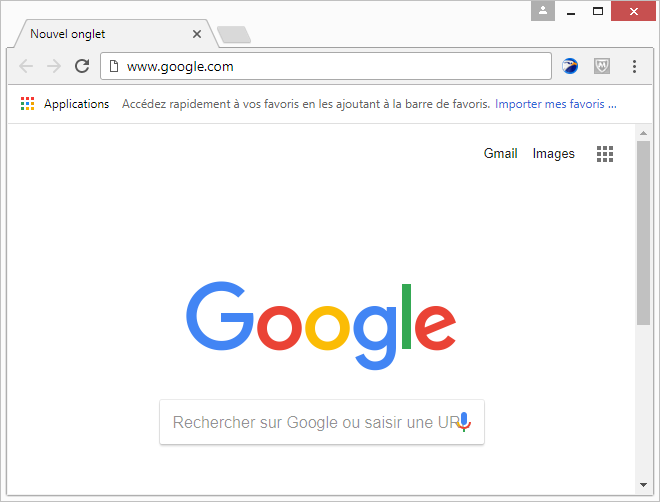 Nouvel onglet
www.google.com
Applications Accédez rapidement à vos favoris en les ajoutant à la barre de favoris. Importer mes favoris ...
Gmail Images
Google
Rechercher sur Google ou saisir une UR